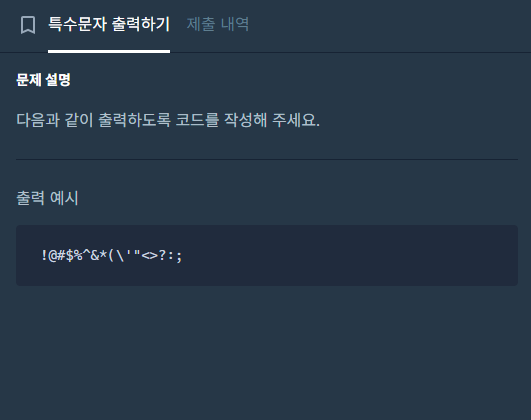 특수문자 출력하기 제출 내역
문제 설명
다음과 같이 출력하도록 코드를 작성해 주세요.
출력 예시
!@#$%^&*(\'"<>?:;